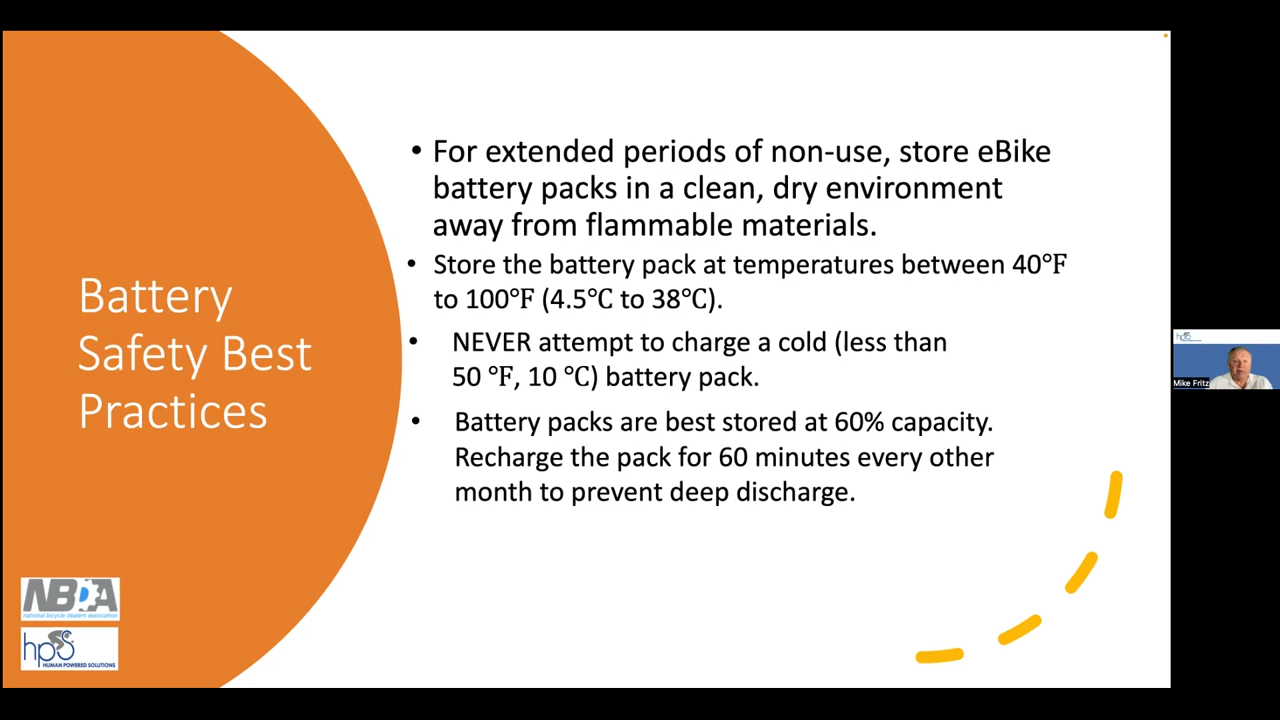 Battery
Safety Best
Practices
• For extended periods of non-use, store eBike
battery packs in a clean, dry environment
away from flammable materials.
• Store the battery pack at temperatures between 40℉
to 100℉ (4.5℃ to 38℃).
• NEVER attempt to charge a cold (less than
50 ℉, 10 ℃) battery pack.
• Battery packs are best stored at 60% capacity.
Recharge the pack for 60 minutes every other
month to prevent deep discharge.
NBDA
national bicycle dealers association
hps
HUMAN POWERED SOLUTIONS
hps
Mike Fritz